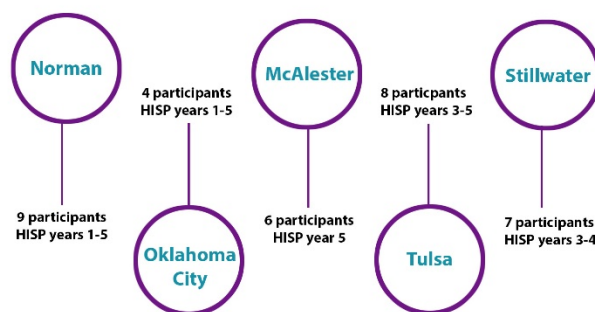 Norman
9 participants
HISP years 1-5
4 participants
HISP years 1-5
Oklahoma
City
McAlester
6 participants
HISP year 5
8 particpants
HISP years 3-5
Tulsa
Stillwater
7 participants
HISP years 3-4